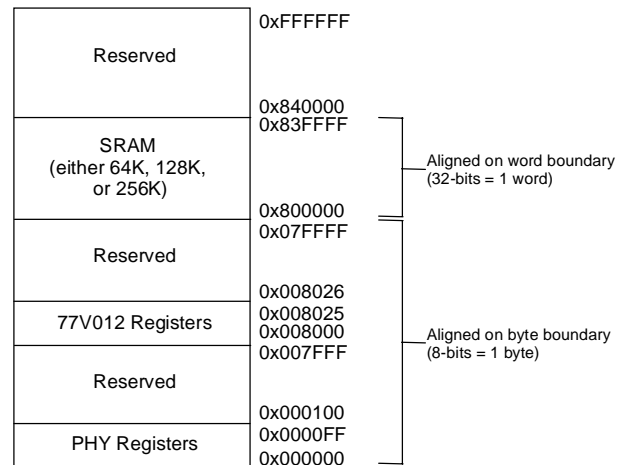 0xFFFFFF
Reserved
0x840000
0x83FFFF
SRAM
(either 64K, 128K,
or 256K)
Aligned on word boundary
(32-bits = 1 word)
0x800000
0x07FFFF
Reserved
0x008026
0x008025
77V012 Registers
0x008000
0x007FFF
Aligned on byte boundary
(8-bits = 1 byte)
Reserved
0x000100
0x0000FF
PHY Registers
0x000000